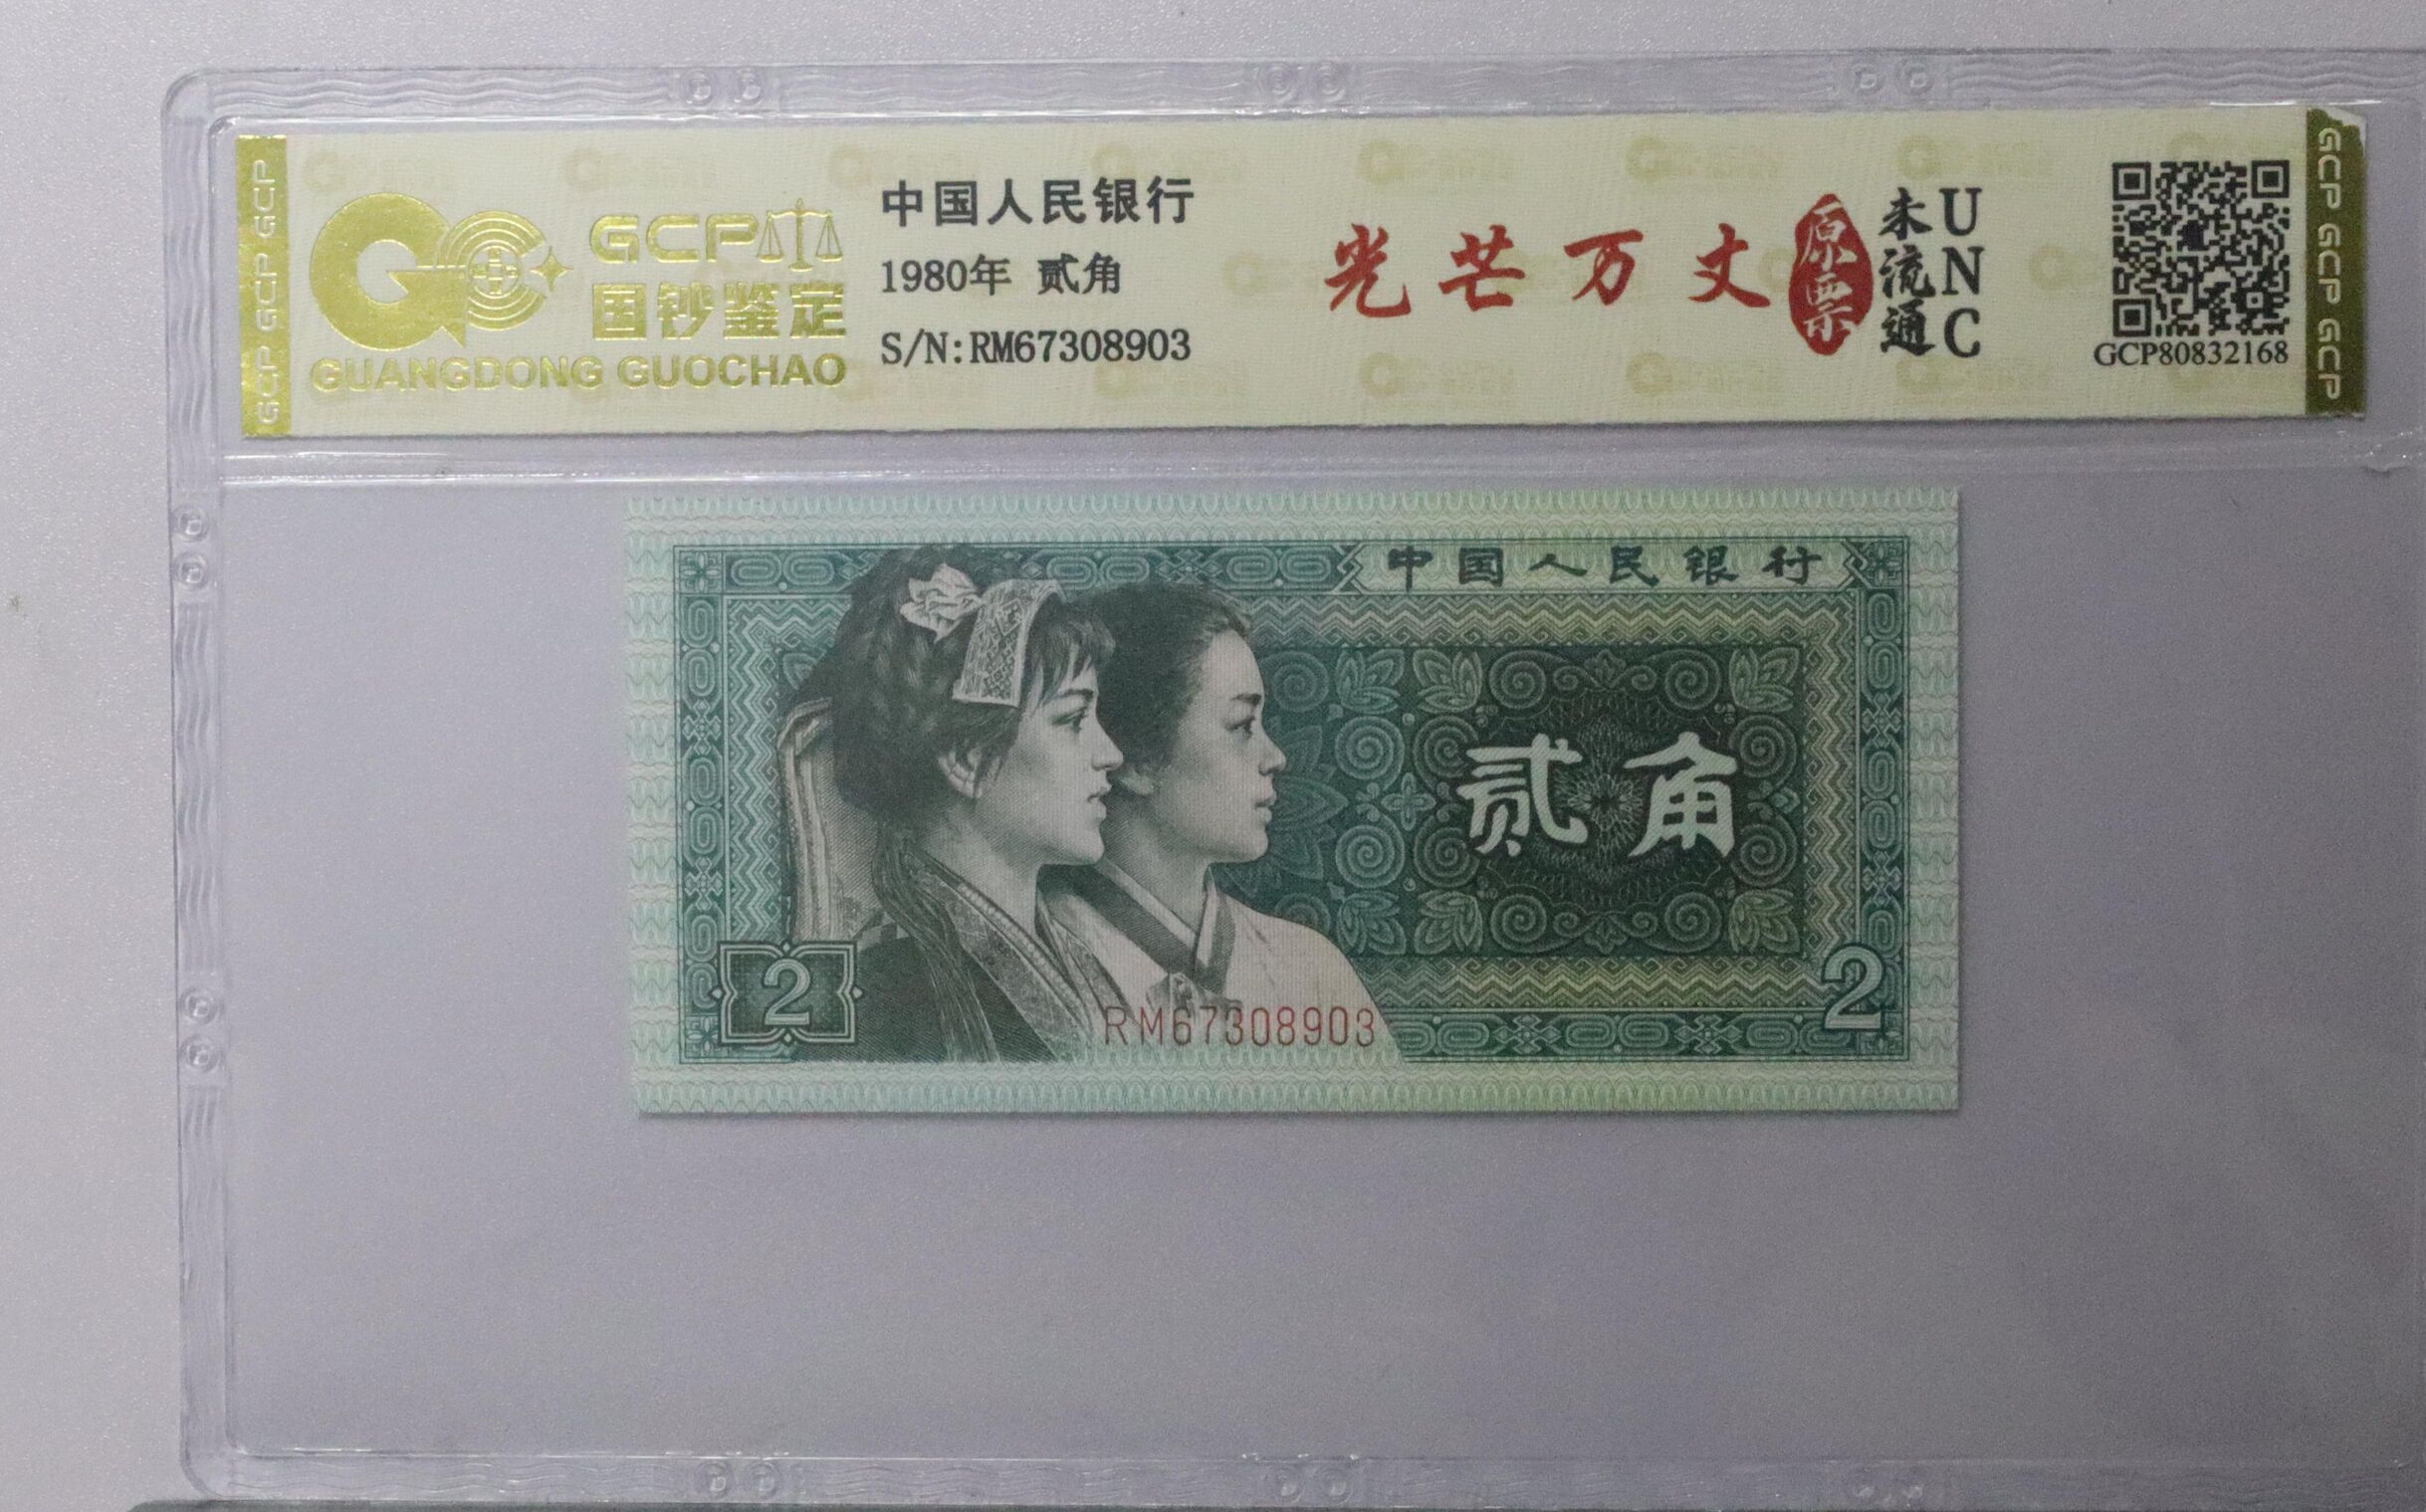 GCP GCP GCP
GCP
国钞鉴定
GUANGDONG GUOCHAO
中国人民银行
1980年 贰角
S/N:RM67308903
光芒万丈
原票
未流通
UNC
GCP80832168
GCP GCP GCP
中国人民银行
贰角
2
RM67308903
2